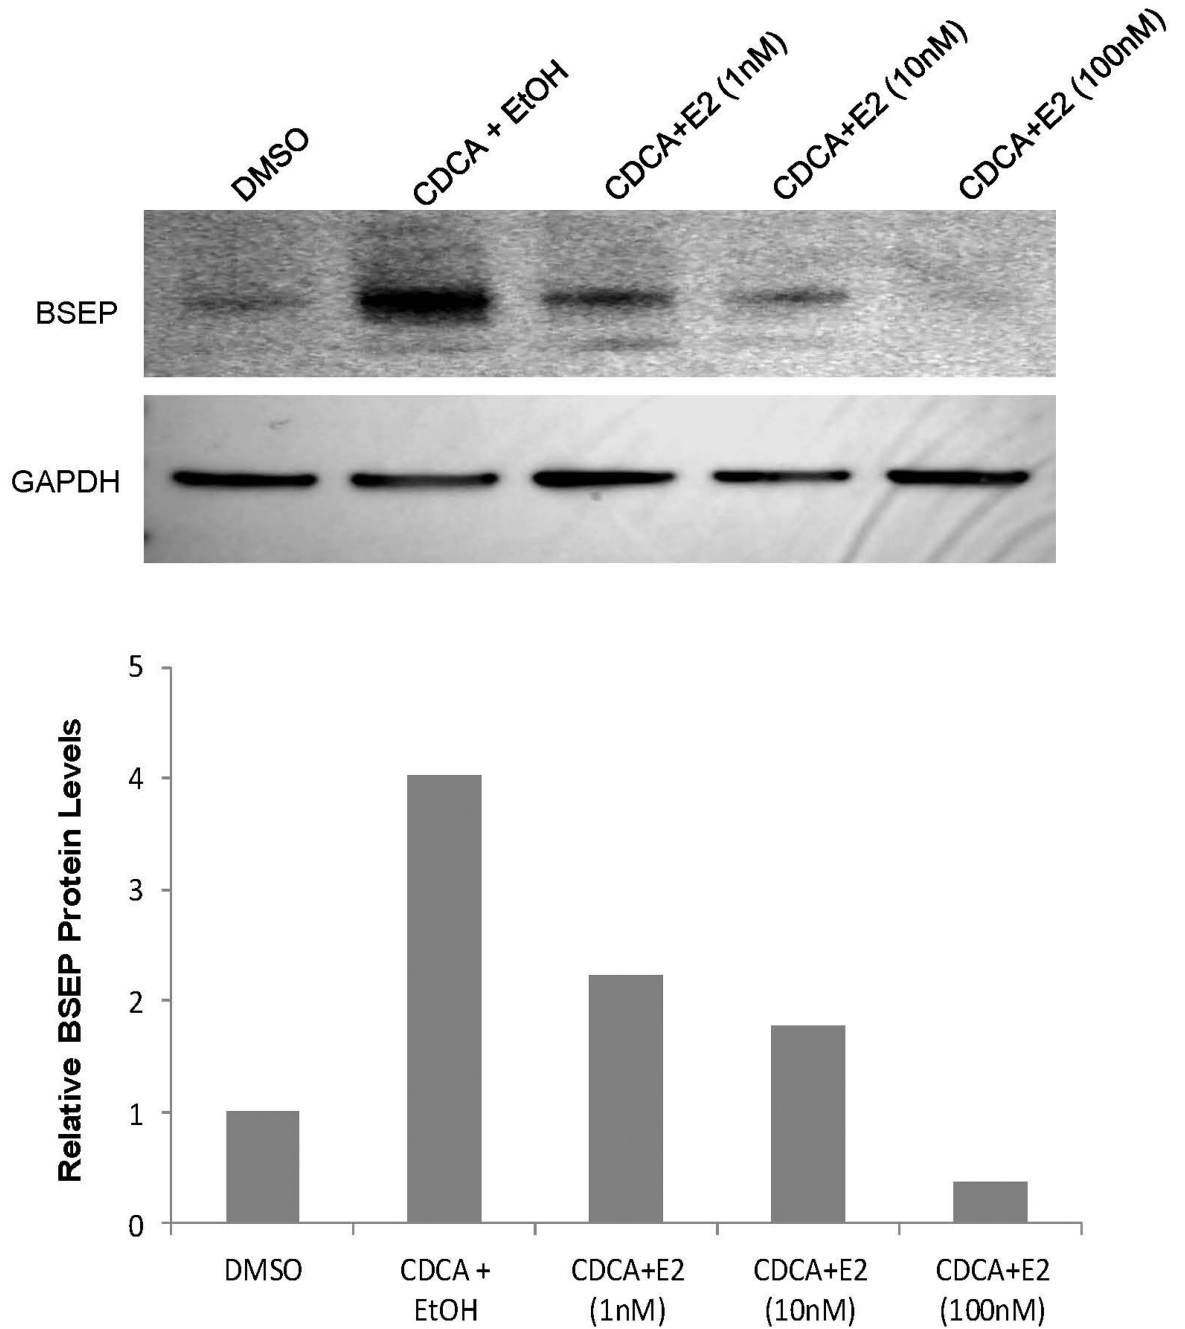 DMSO
CDCA + EtOH
CDCA+E2 (1nM)
CDCA+E2 (10nM)
CDCA+E2 (100nM)
BSEP
GAPDH
Relative BSEP Protein Levels
5
4
3
2
1
0
DMSO
CDCA +
EtOH
CDCA+E2
(1nM)
CDCA+E2
(10nM)
CDCA+E2
(100nM)